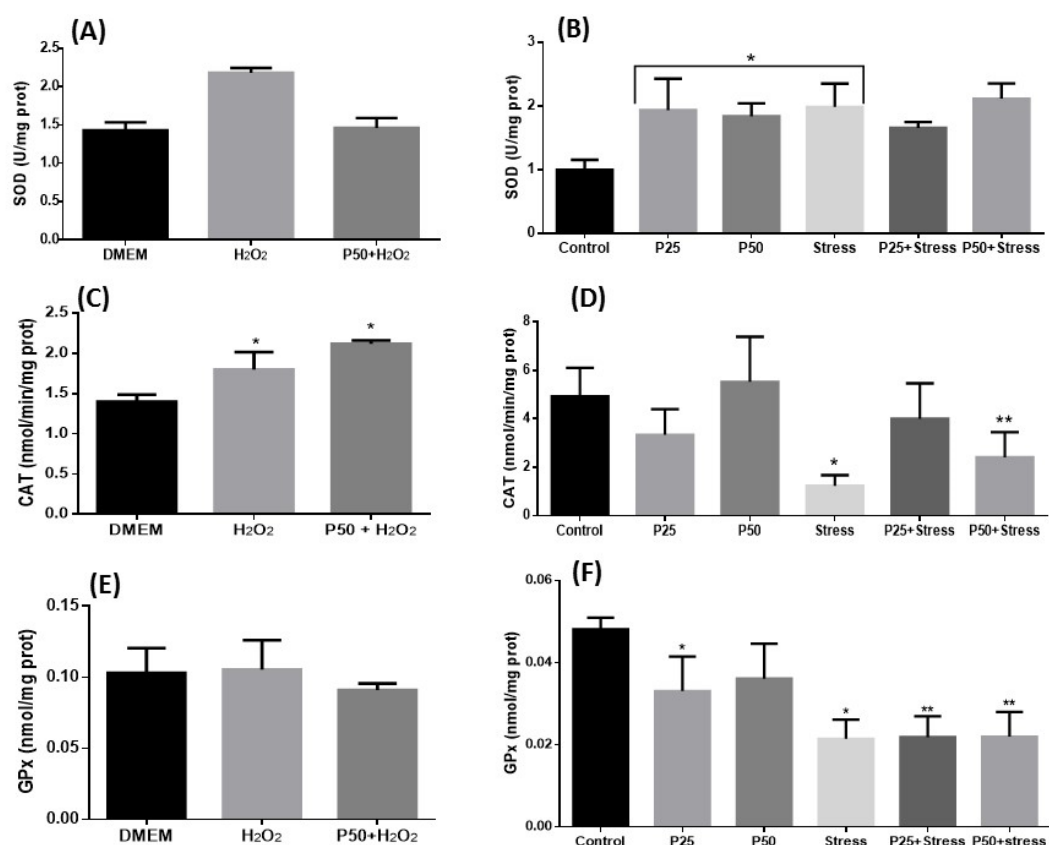 (A)
SOD (U/mg prot)
2.5
2.0
1.5
1.0
0.5
0.0
DMEM H₂O₂ P50+H₂O₂
(B)
SOD (U/mg prot)
3
2
1
0
*
Control P25 P50 Stress P25+Stress P50+Stress
(C)
CAT (nmol/min/mg prot)
2.5
2.0
1.5
1.0
0.5
0.0
* *
DMEM H₂O₂ P50 + H₂O₂
(D)
CAT (nmol/min/mg prot)
8
6
4
2
0
* **
Control P25 P50 Stress P25+Stress P50+Stress
(E)
GPx (nmol/mg prot)
0.15
0.10
0.05
0.00
DMEM H₂O₂ P50+H₂O₂
(F)
GPx (nmol/mg prot)
0.06
0.04
0.02
0.00
* * ** **
Control P25 P50 Stress P25+Stress P50+stress